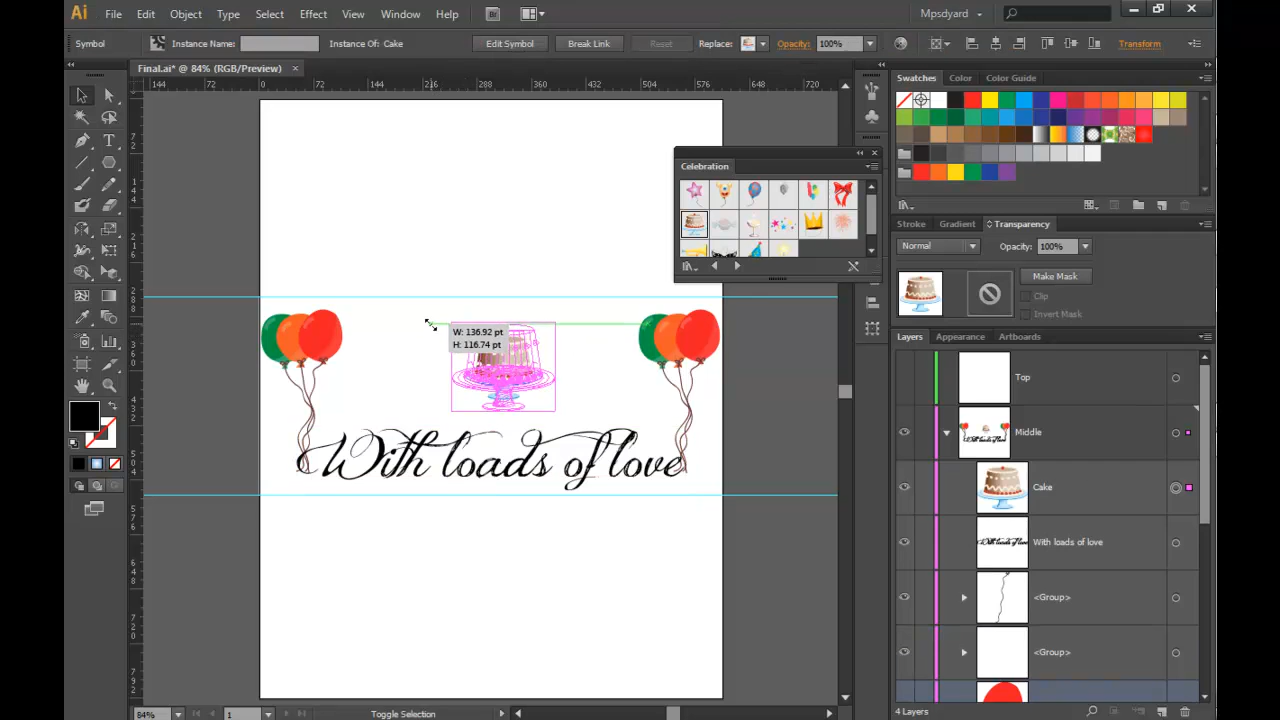 Ai File Edit Object Type Select Effect View Window Help Br Mpsdyard
Symbol Instance Name: Instance Of: Cake Edit Symbol Break Link Reset Replace: Opacity: 100% Transform
Final.ai* @ 84% (RGB/Preview) ×
144 72 0 72 144 216 288 360 432 504 576 648 720
Swatches Color Color Guide
Celebration
Stroke Gradient Transparency
Normal Opacity: 100%
Make Mask
Clip
Invert Mask
W: 136.92 pt
H: 116.74 pt
With loads of love
Layers Appearance Artboards
Top
Middle
Cake
With loads of love
<Group>
<Group>
4 Layers
84% 1 Toggle Selection